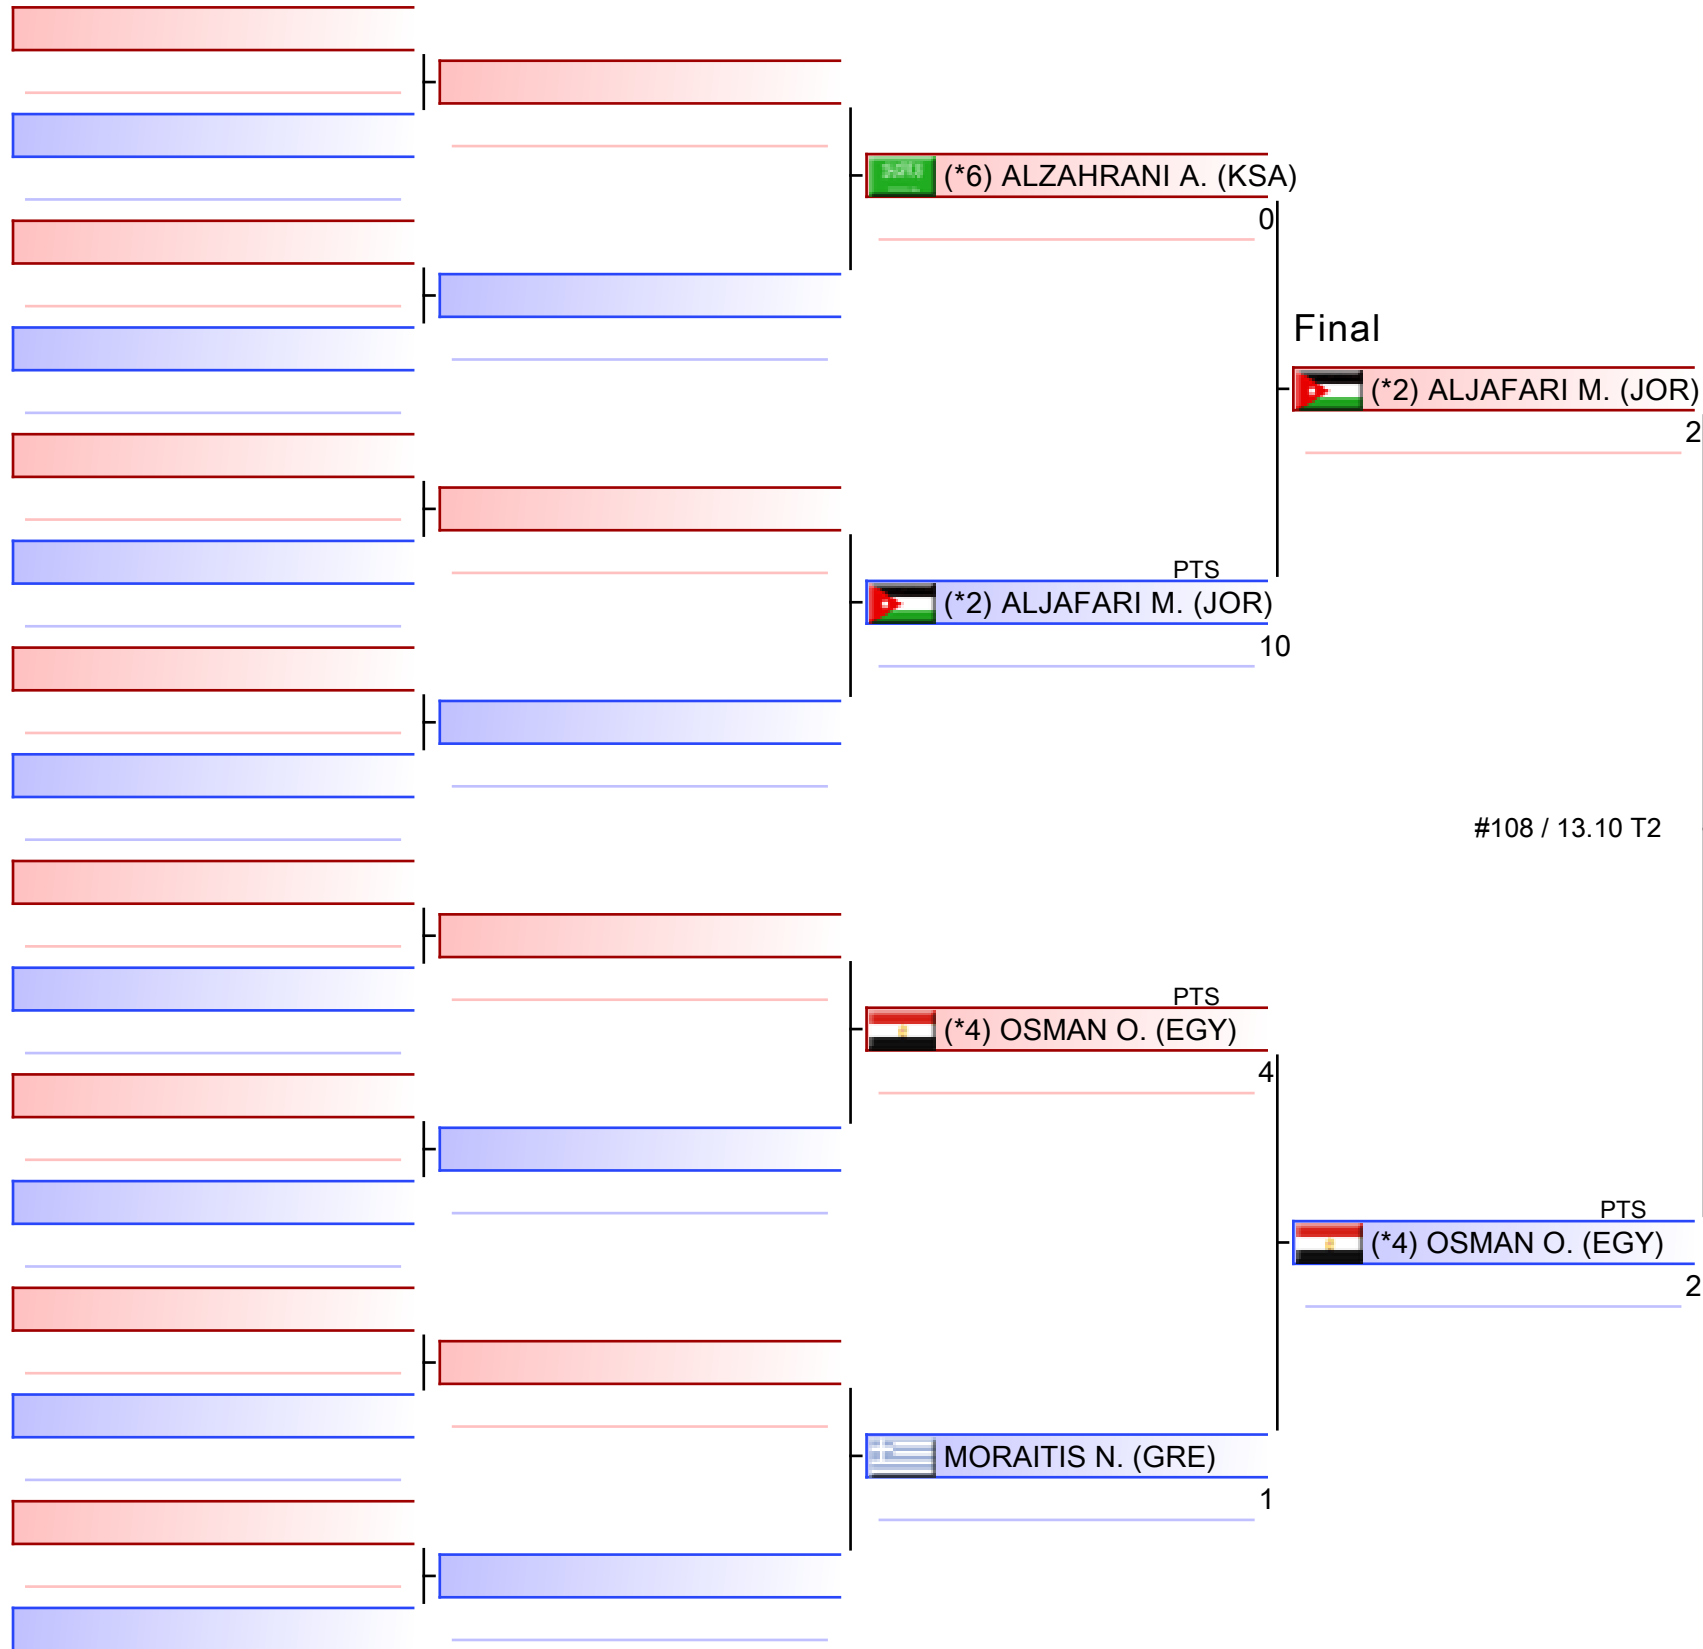 (*6) ALZAHRANI A. (KSA)
0
Final
(*2) ALJAFARI M. (JOR)
2
PTS
(*2) ALJAFARI M. (JOR)
10
#108 / 13.10 T2
PTS
(*4) OSMAN O. (EGY)
4
PTS
(*4) OSMAN O. (EGY)
2
MORAITIS N. (GRE)
1